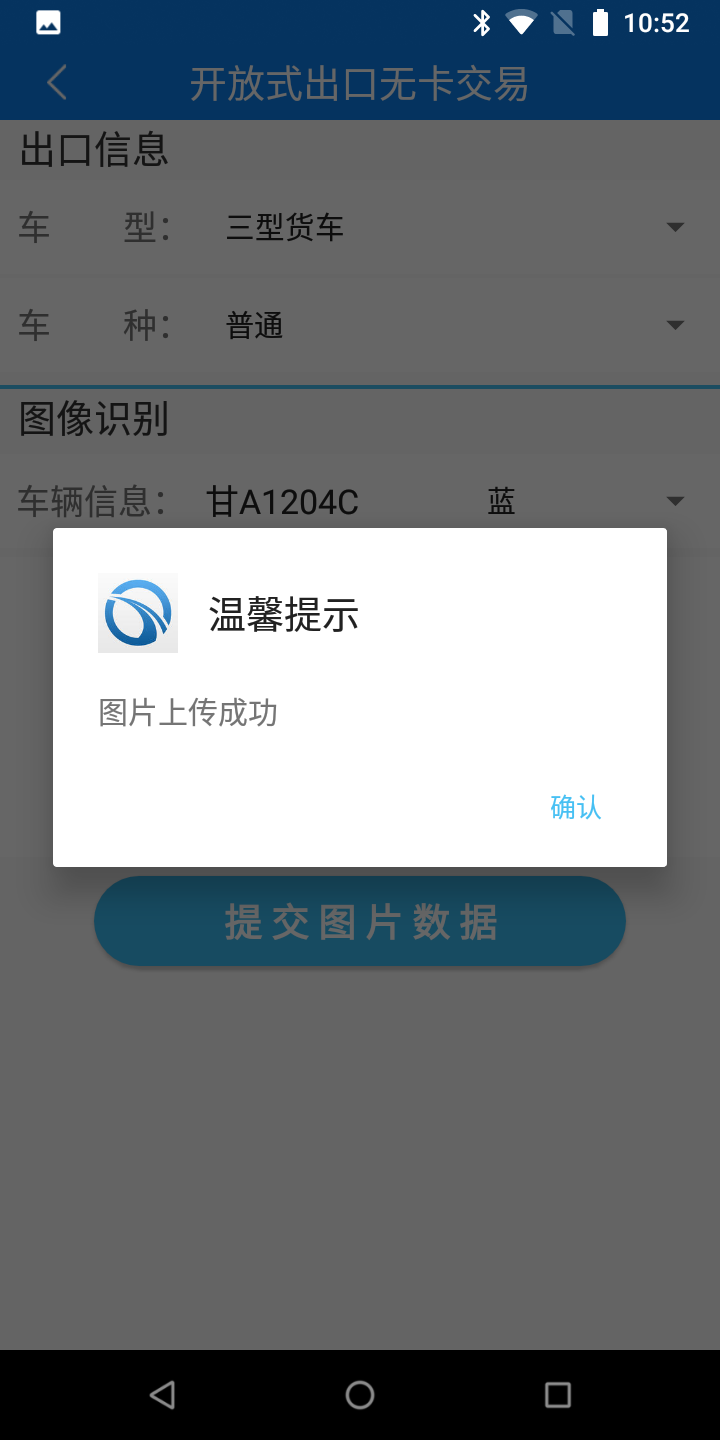 10:52
开放式出口无卡交易
出口信息
车 型： 三型货车
车 种： 普通
图像识别
车辆信息： 甘A1204C 蓝
温馨提示
图片上传成功
确认
提交图片数据